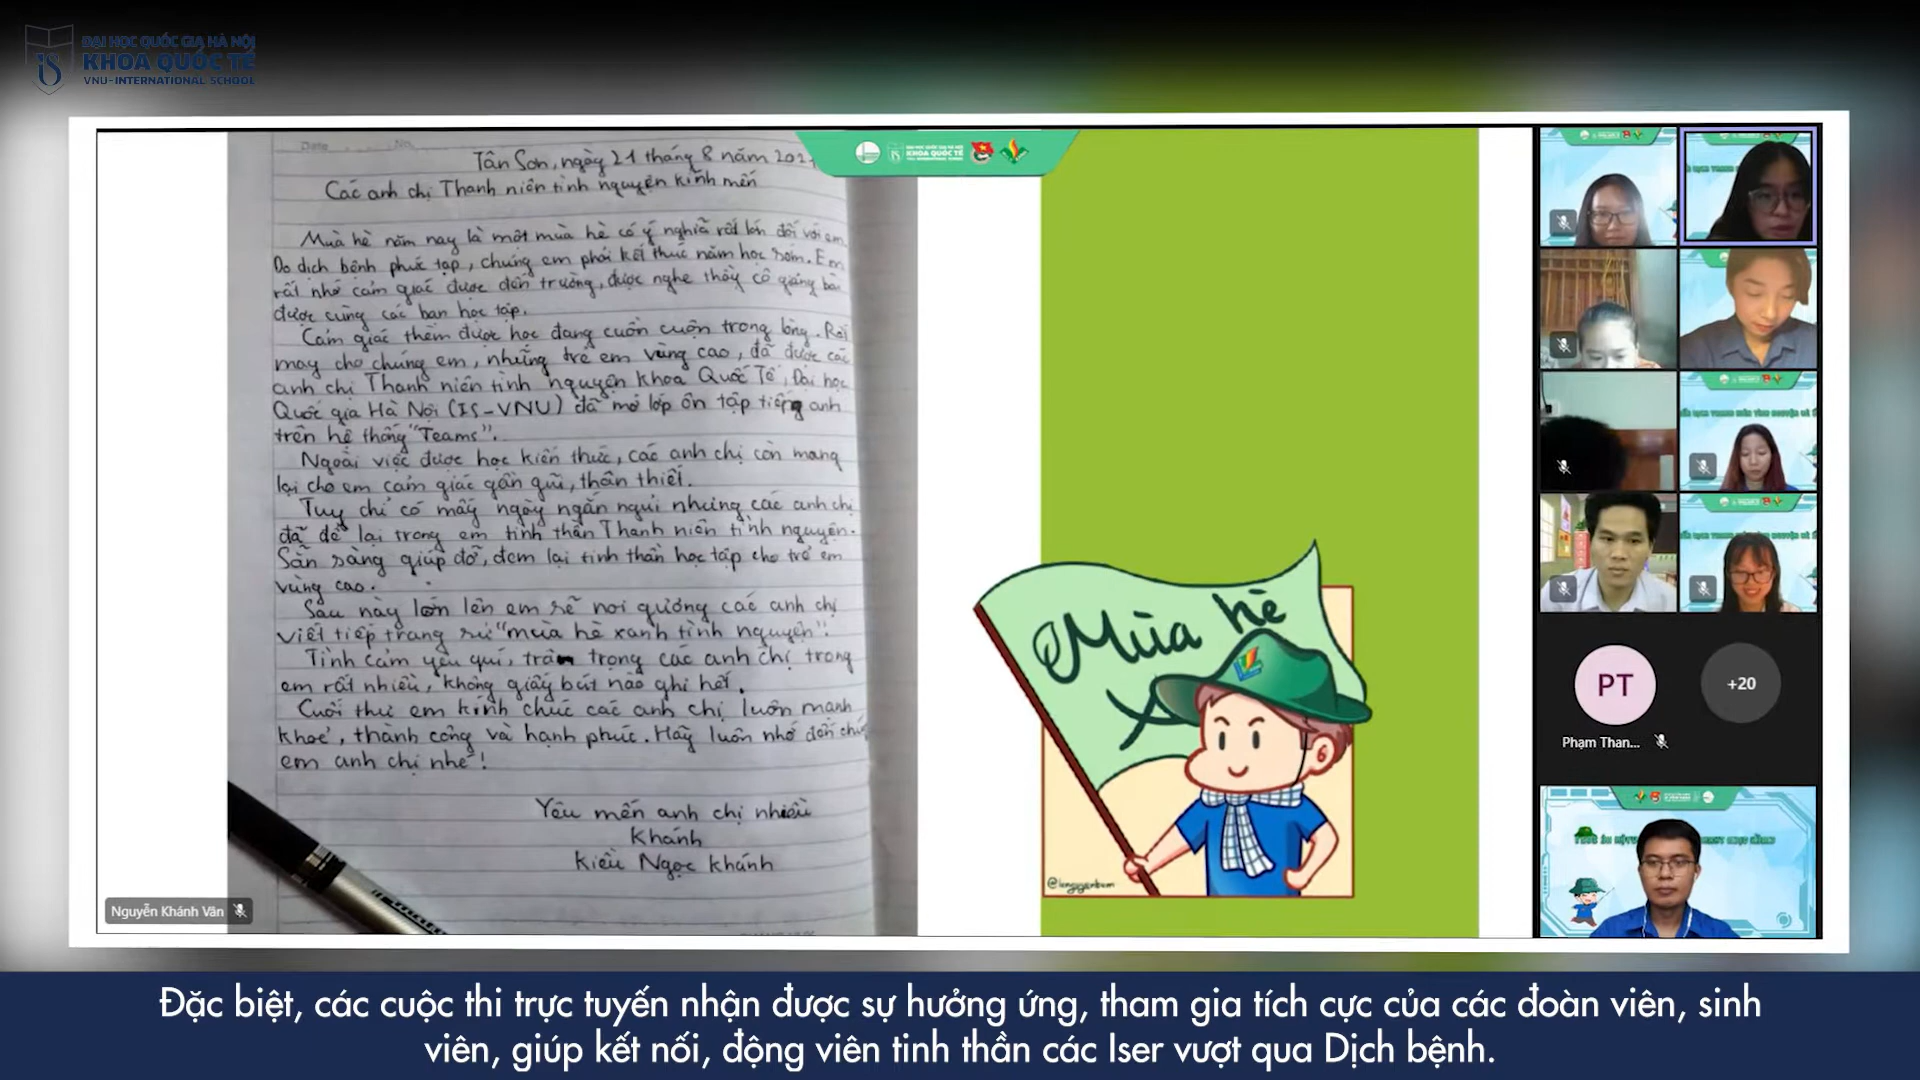 ĐẠI HỌC QUỐC GIA HÀ NỘI
KHOA QUỐC TẾ
VNU-INTERNATIONAL SCHOOL
Date No.
Tân Sơn, ngày 21 tháng 8 năm 202
Các anh chị Thanh niên tình nguyện kính mến
Mùa hè năm nay là một mùa hè có ý nghĩa rất lớn đối với em
Do dịch bệnh phức tạp, chúng em phải kết thúc năm học sớm. Em
rất nhớ cảm giác được đến trường, được nghe thầy cô giảng bà
được cùng các bạn học tập.
Cảm giác thèm được học đang cuồn cuộn trong lòng. Rất
may cho chúng em, những trẻ em vùng cao, đã được các
anh chị Thanh niên tình nguyện khoa Quốc Tế, Đại học
Quốc gia Hà Nội (IS-VNU) đã mở lớp ôn tập tiếng anh
trên hệ thống "Teams".
Ngoài việc được học kiến thức, các anh chị còn mang
lại cho em cảm giác gần gũi, thân thiết.
Tuy chỉ có mấy ngày ngắn ngủi nhưng các anh chị
đã để lại trong em tinh thần Thanh niên tình nguyện.
Sẵn sàng giúp đỡ, đem lại tinh thần học tập cho trẻ em
vùng cao.
Sau này lớn lên em sẽ noi gương các anh chị
viết tiếp trang sử "mùa hè xanh tình nguyện".
Tình cảm yêu quí, trân trọng các anh chị trong
em rất nhiều, không giấy bút nào ghi hết.
Cuối thư em kính chúc các anh chị luôn mạnh
khoẻ, thành công và hạnh phúc. Hãy luôn nhớ đến chúng
em anh chị nhé!
Yêu mến anh chị nhiều
Khánh
Kiều Ngọc Khánh
Nguyễn Khánh Vân
KHOA QUỐC TẾ
Mùa hè
X
@lenguyenbum
PT
+20
Phạm Than...
Đặc biệt, các cuộc thi trực tuyến nhận được sự hưởng ứng, tham gia tích cực của các đoàn viên, sinh
viên, giúp kết nối, động viên tinh thần các Iser vượt qua Dịch bệnh.